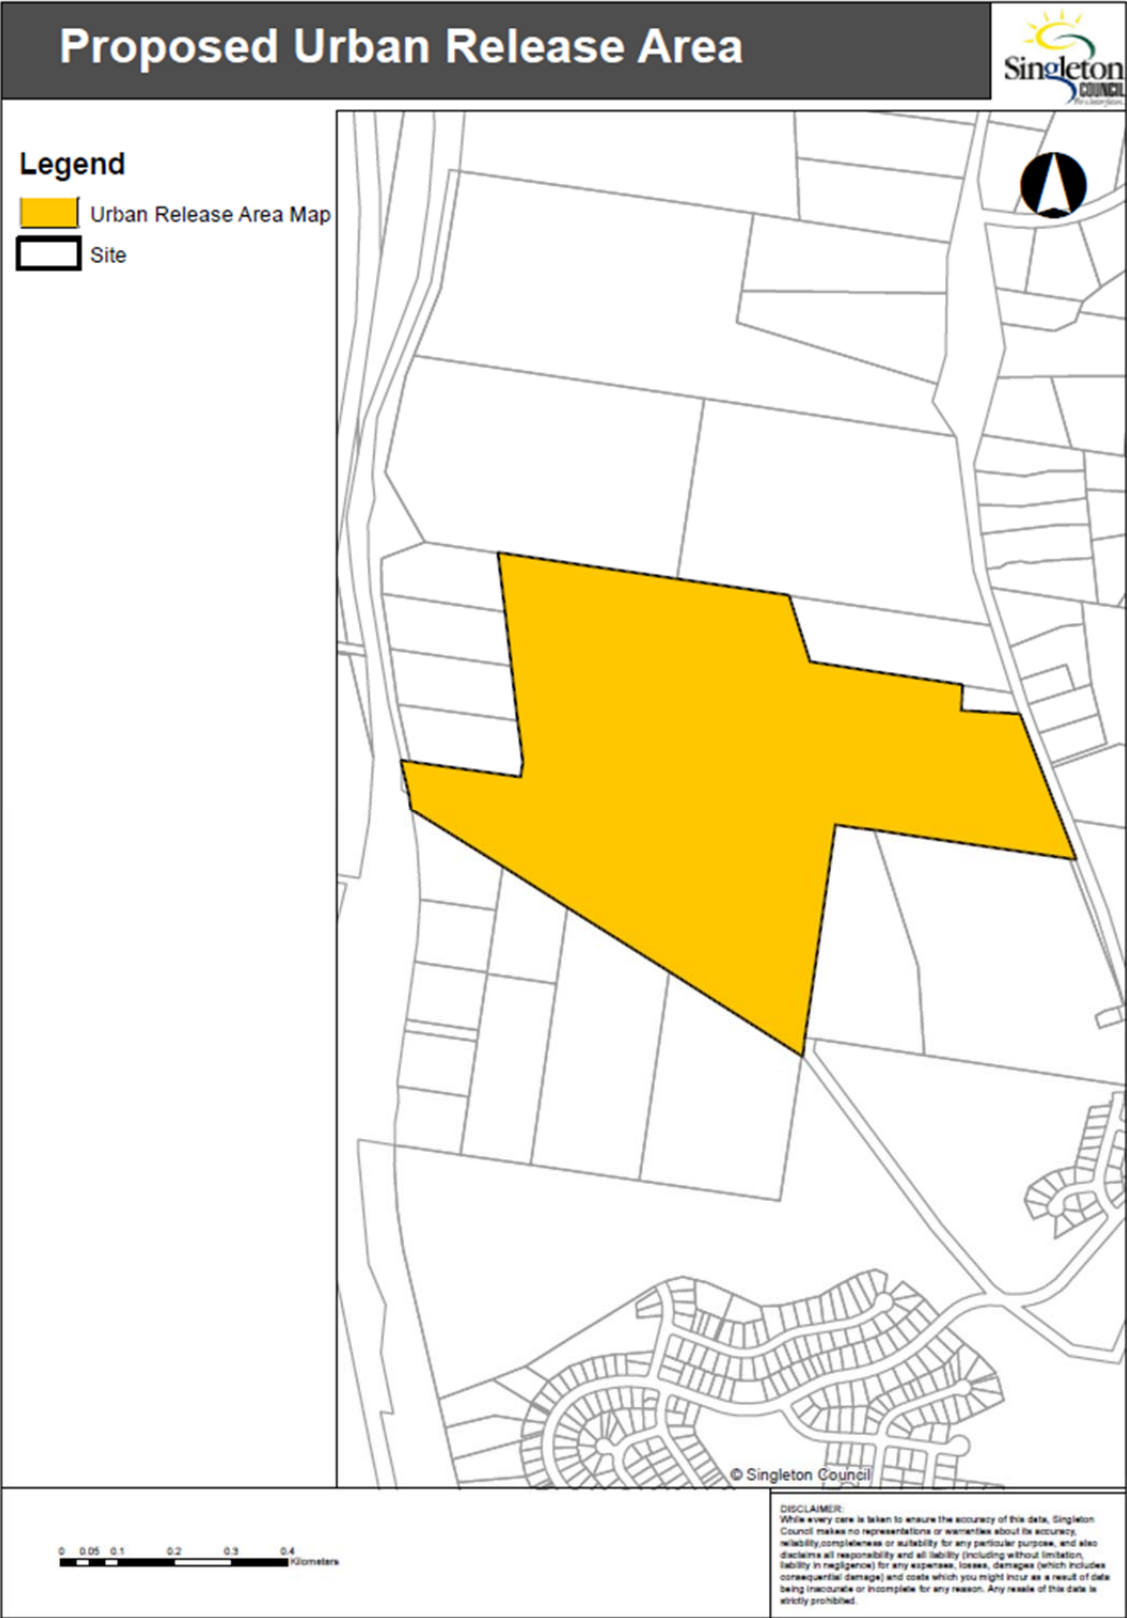 Proposed Urban Release Area
Singleton
COUNCIL
Legend
Urban Release Area Map
Site
© Singleton Council
0 0.05 0.1 0.2 0.3 0.4
Kilometers
DISCLAIMER:
While every care is taken to ensure the accuracy of this data, Singleton
Council makes no representations or warranties about its accuracy,
reliability,completeness or suitability for any particular purpose, and also
disclaims all responsibility and all liability (including without limitation,
liability in negligence) for any expenses, losses, damages (which includes
consequential damage) and costs which you might incur as a result of data
being inaccurate or incomplete for any reason. Any resale of this data is
strictly prohibited.